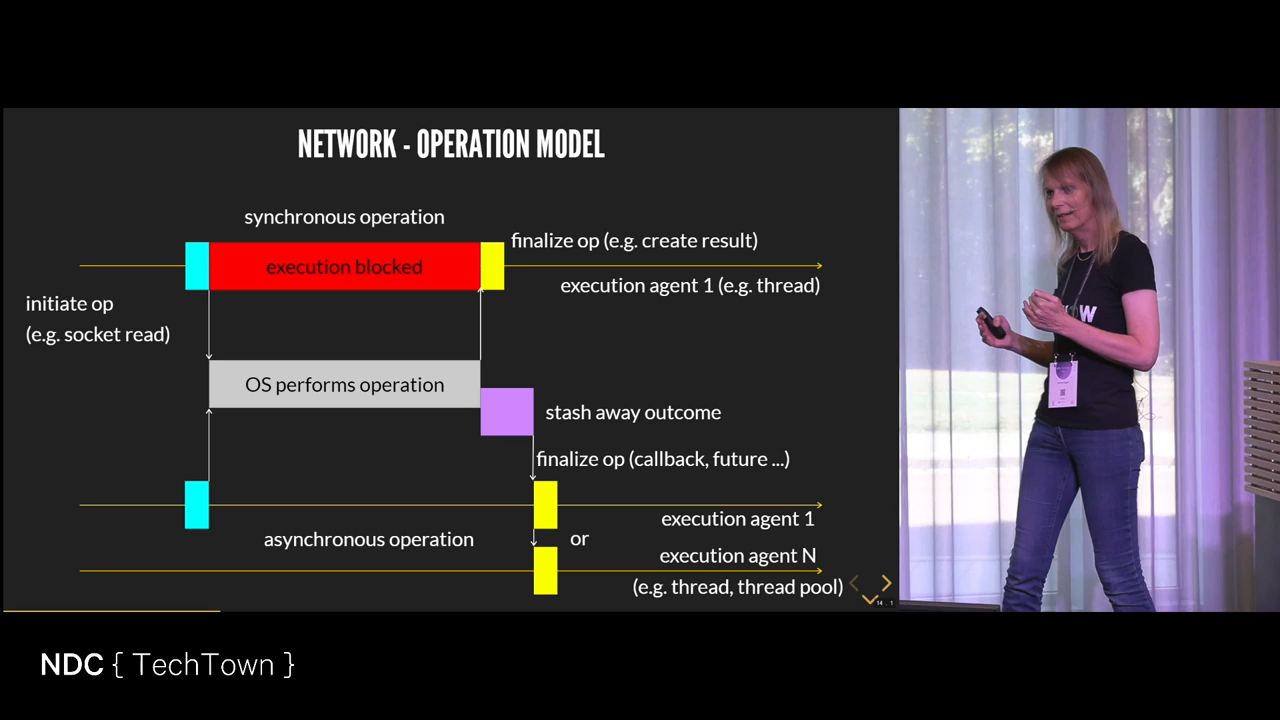 NETWORK - OPERATION MODEL
synchronous operation
finalize op (e.g. create result)
execution blocked
execution agent 1 (e.g. thread)
initiate op
(e.g. socket read)
OS performs operation
stash away outcome
finalize op (callback, future ...)
execution agent 1
asynchronous operation
or
execution agent N
(e.g. thread, thread pool)
14 . 1
NDC { TechTown }